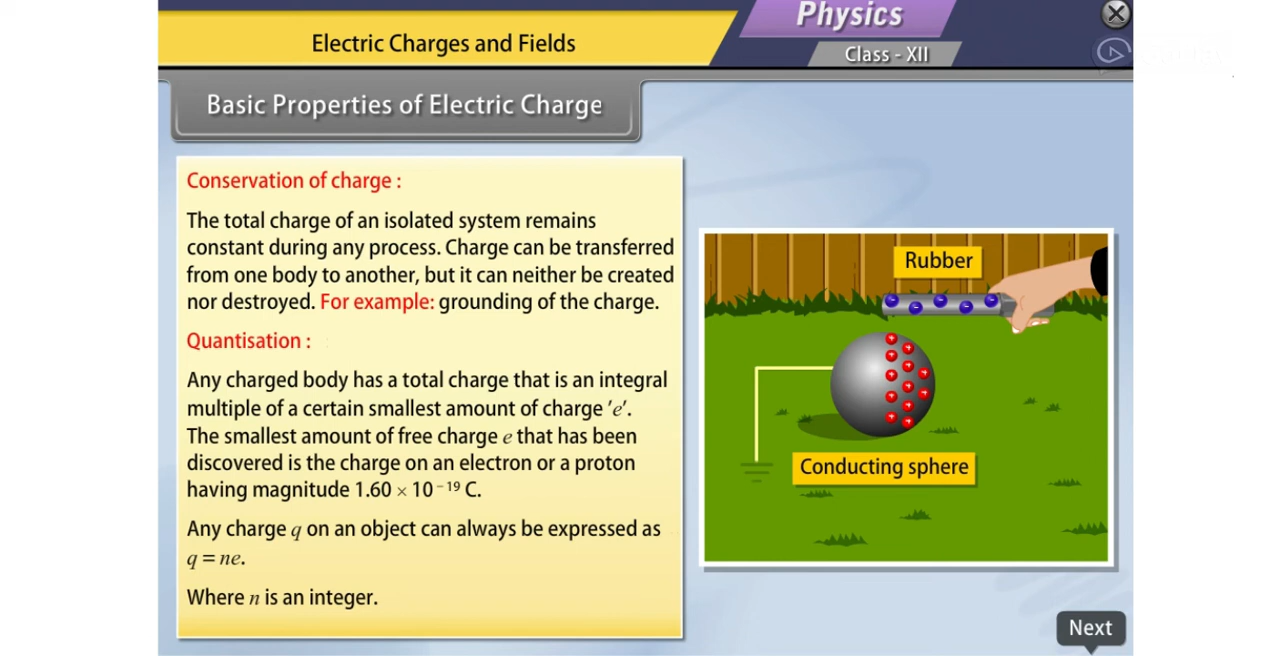 Physics
Electric Charges and Fields
Class - XII
Basic Properties of Electric Charge
Conservation of charge :
The total charge of an isolated system remains
constant during any process. Charge can be transferred
from one body to another, but it can neither be created
nor destroyed. For example: grounding of the charge.
Quantisation :
Any charged body has a total charge that is an integral
multiple of a certain smallest amount of charge 'e'.
The smallest amount of free charge e that has been
discovered is the charge on an electron or a proton
having magnitude 1.60 × 10⁻¹⁹ C.
Any charge q on an object can always be expressed as
q = ne.
Where n is an integer.
Rubber
Conducting sphere
Next